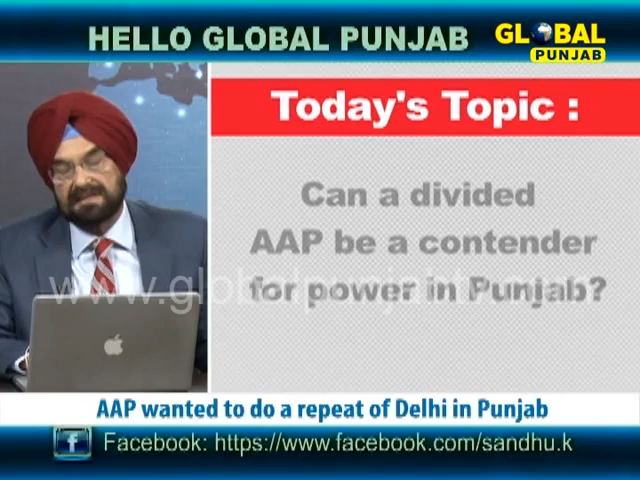 HELLO GLOBAL PUNJAB
GLOBAL
PUNJAB
Today's Topic :
Can a divided
AAP be a contender
for power in Punjab?
AAP wanted to do a repeat of Delhi in Punjab
f Facebook: https://www.facebook.com/sandhu.k